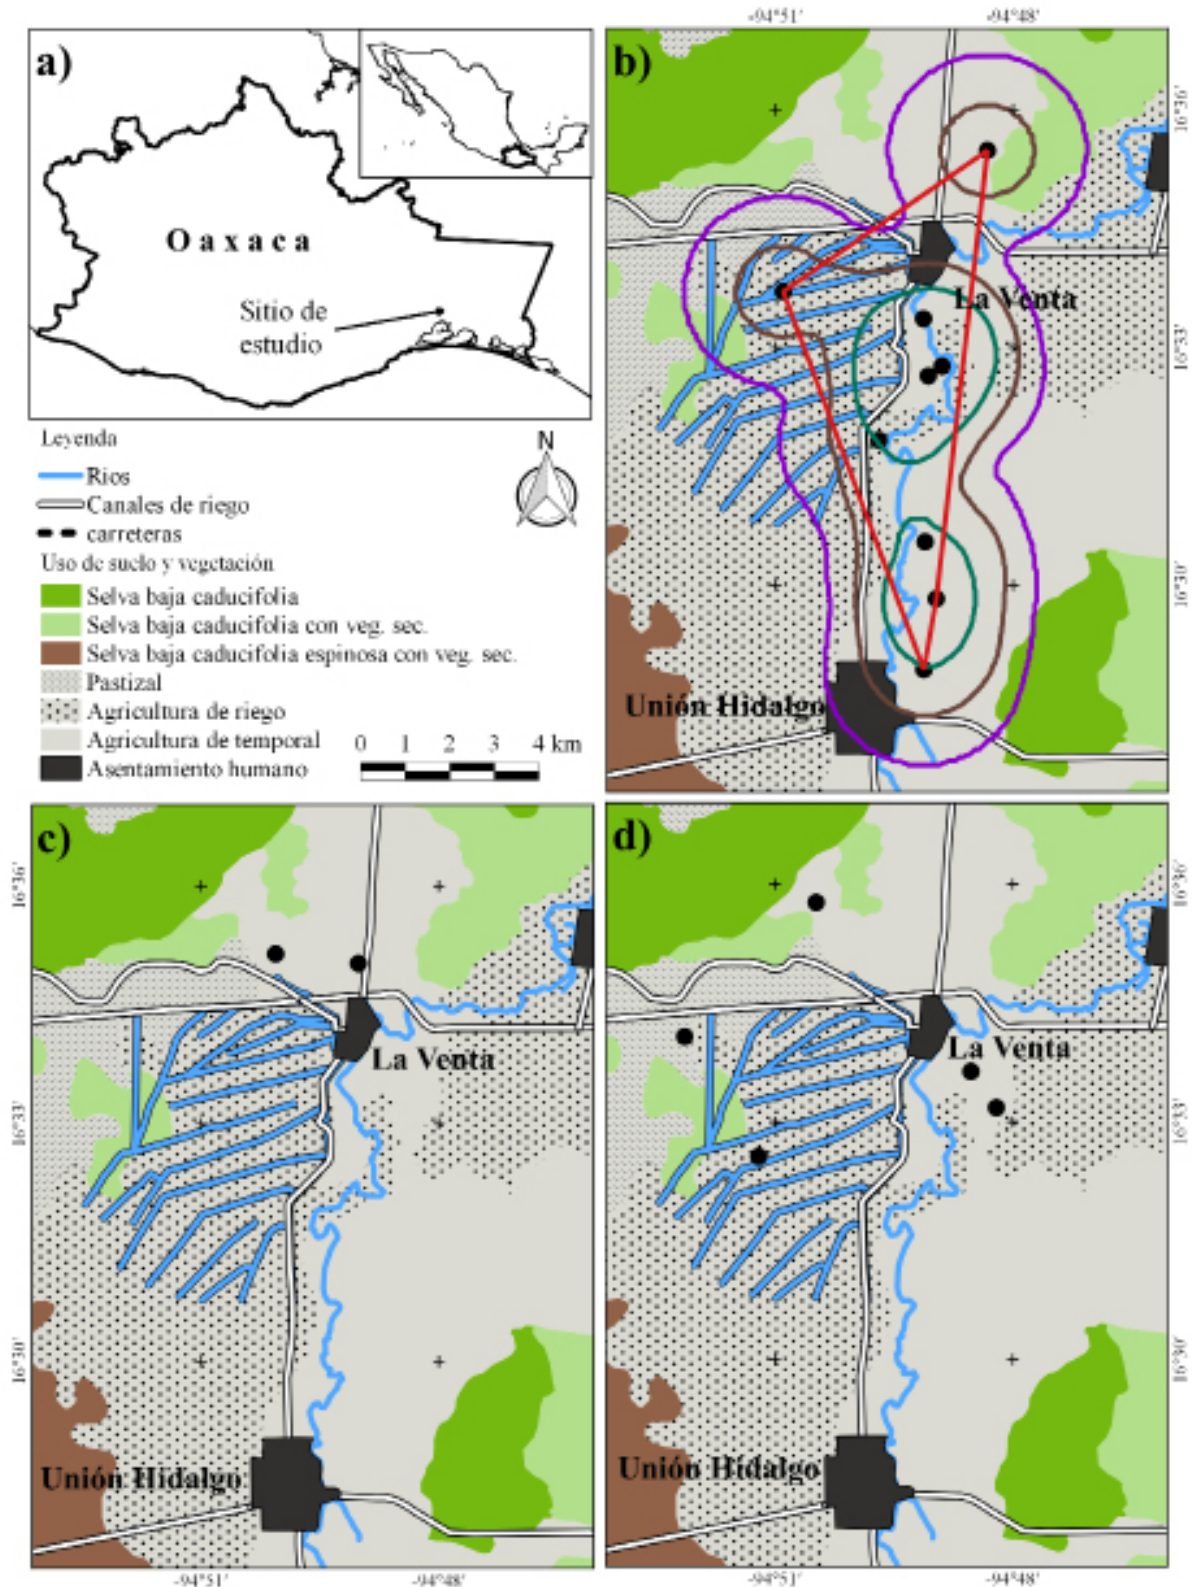 -94°51'
-94°48'
a)
Oaxaca
Sitio de
estudio
b)
16°36'
La Venta
16°33'
16°30'
Unión Hidalgo
Leyenda
Rios
Canales de riego
carreteras
Uso de suelo y vegetación
Selva baja caducifolia
Selva baja caducifolia con veg. sec.
Selva baja caducifolia espinosa con veg. sec.
Pastizal
Agricultura de riego
Agricultura de temporal
Asentamiento humano
N
0 1 2 3 4 km
c)
16°36'
La Venta
16°33'
16°30'
Unión Hidalgo
-94°51'
-94°48'
d)
16°36'
La Venta
16°33'
16°30'
Unión Hidalgo
-94°51'
-94°48'